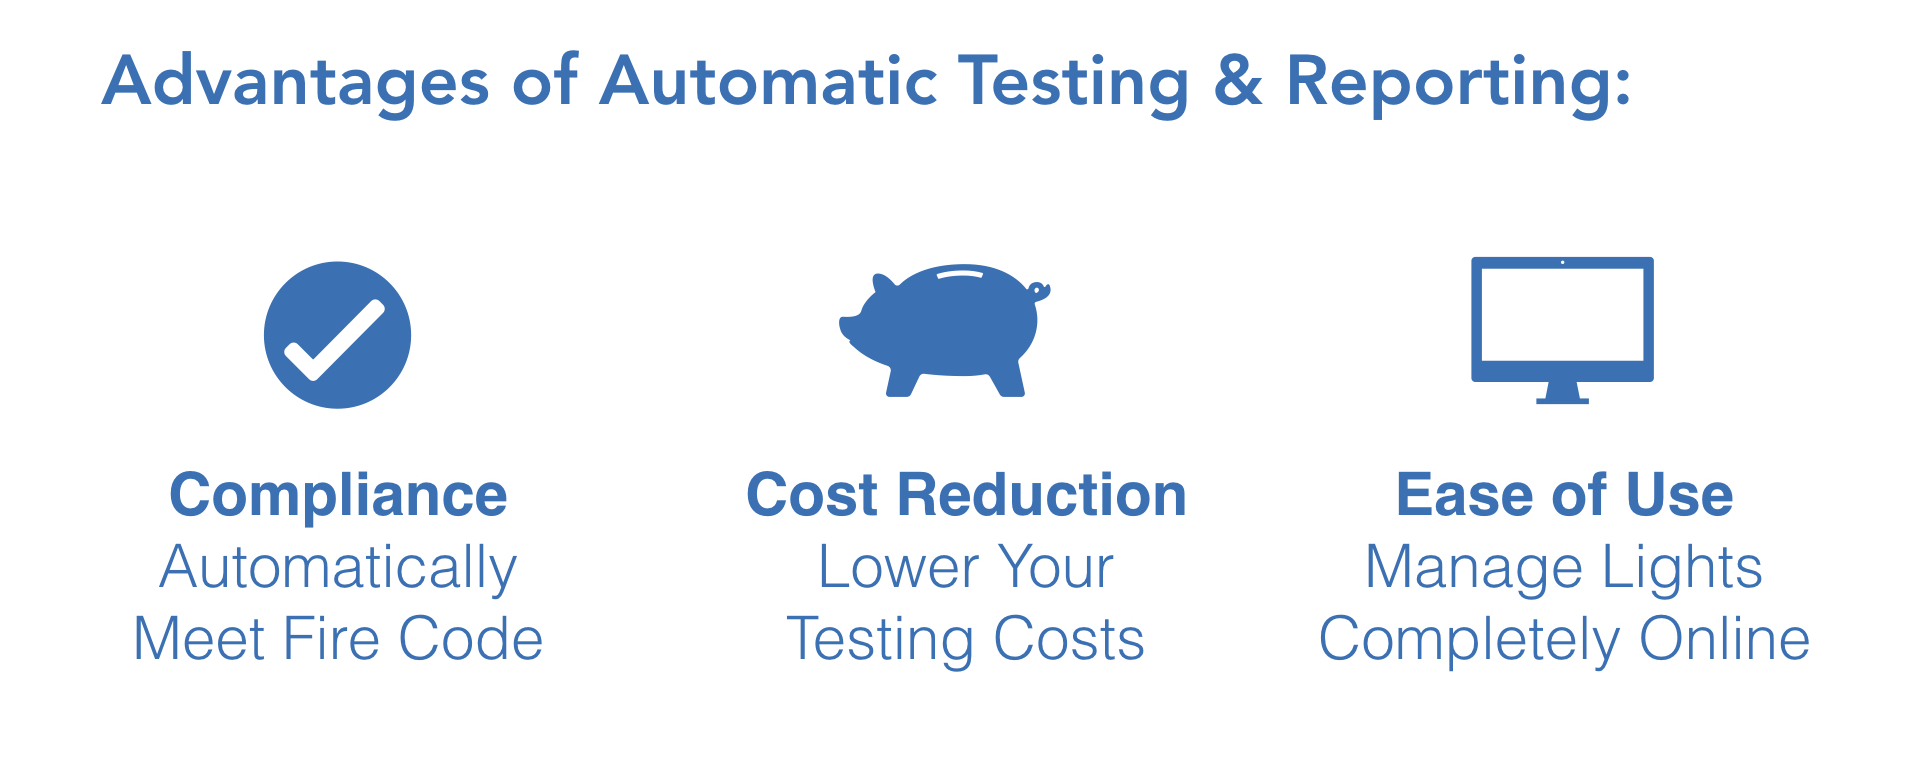 Advantages of Automatic Testing & Reporting:
Compliance
Automatically
Meet Fire Code
Cost Reduction
Lower Your
Testing Costs
Ease of Use
Manage Lights
Completely Online